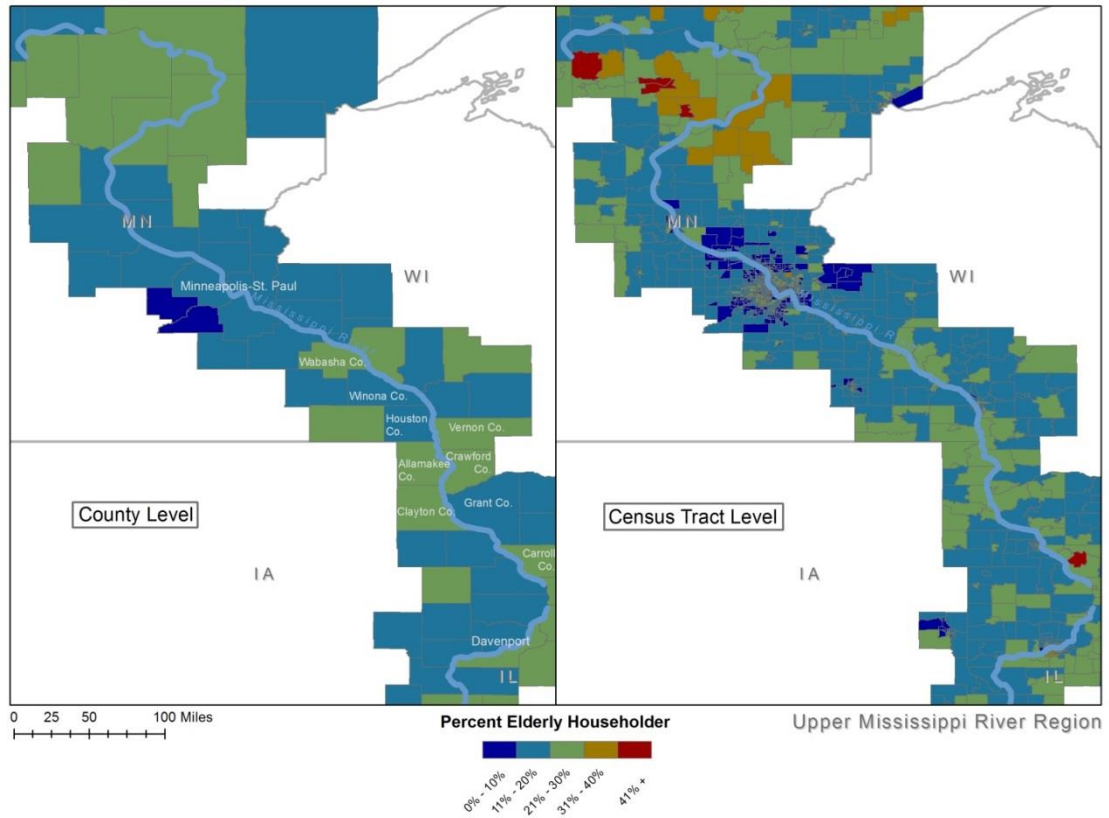 MN
WI
Minneapolis-St. Paul
Mississippi River
Wabasha Co.
Winona Co.
Houston
Co.
Vernon Co.
Crawford
Co.
Allamakee
Co.
Clayton Co.
Grant Co.
County Level
Carroll
Co.
IA
Davenport
IL
MN
WI
Mississippi R
Census Tract Level
IA
IL
0 25 50 100 Miles
Percent Elderly Householder
Upper Mississippi River Region
0% - 10%
11% - 20%
21% - 30%
31% - 40%
41% +